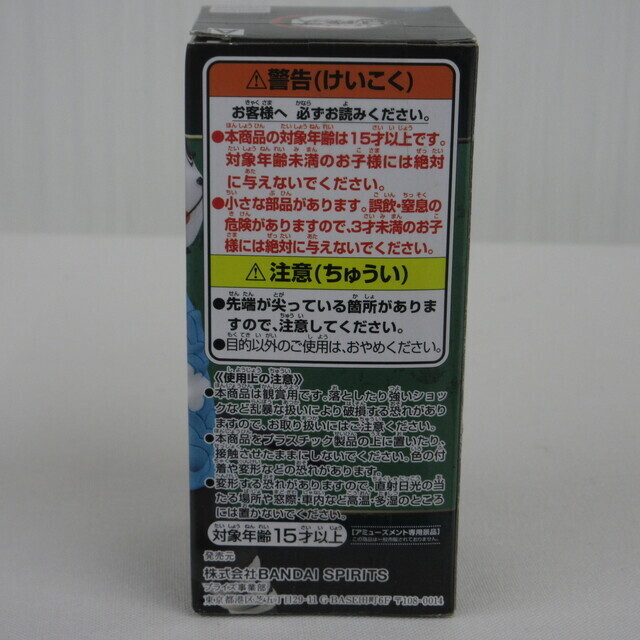 ⚠警告(けいこく)
お客様へ 必ずお読みください。
●本商品の対象年齢は15才以上です。
対象年齢未満のお子様には絶対
に与えないでください。
●小さな部品があります。誤飲・窒息の
危険がありますので、3才未満のお子
様には絶対に与えないでください。
⚠注意(ちゅうい)
●先端が尖っている箇所がありま
すので、注意してください。
●目的以外のご使用は、おやめください。
《使用上の注意》
●本商品は観賞用です。落としたり強いショッ
クなど乱暴な扱いにより破損する恐れがあり
ますので、お取り扱いにはご注意ください。
●本商品をプラスチック製品の上に置いたり、
接触させたままにしないでください。色の付
着や変形などの恐れがあります。
●変形する恐れがありますので、直射日光の当
たる場所や窓際、車内など高温・多湿のところ
には置かないでください。
対象年齢15才以上
[アミューズメント専用景品]
発売元
株式会社BANDAI SPIRITS
プライズ事業部
〒108-0014